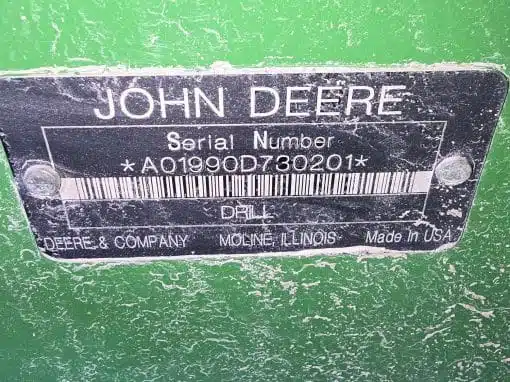 JOHN DEERE
Serial Number
*A01990D730201*
DRILL
DEERE & COMPANY MOLINE, ILLINOIS Made In USA